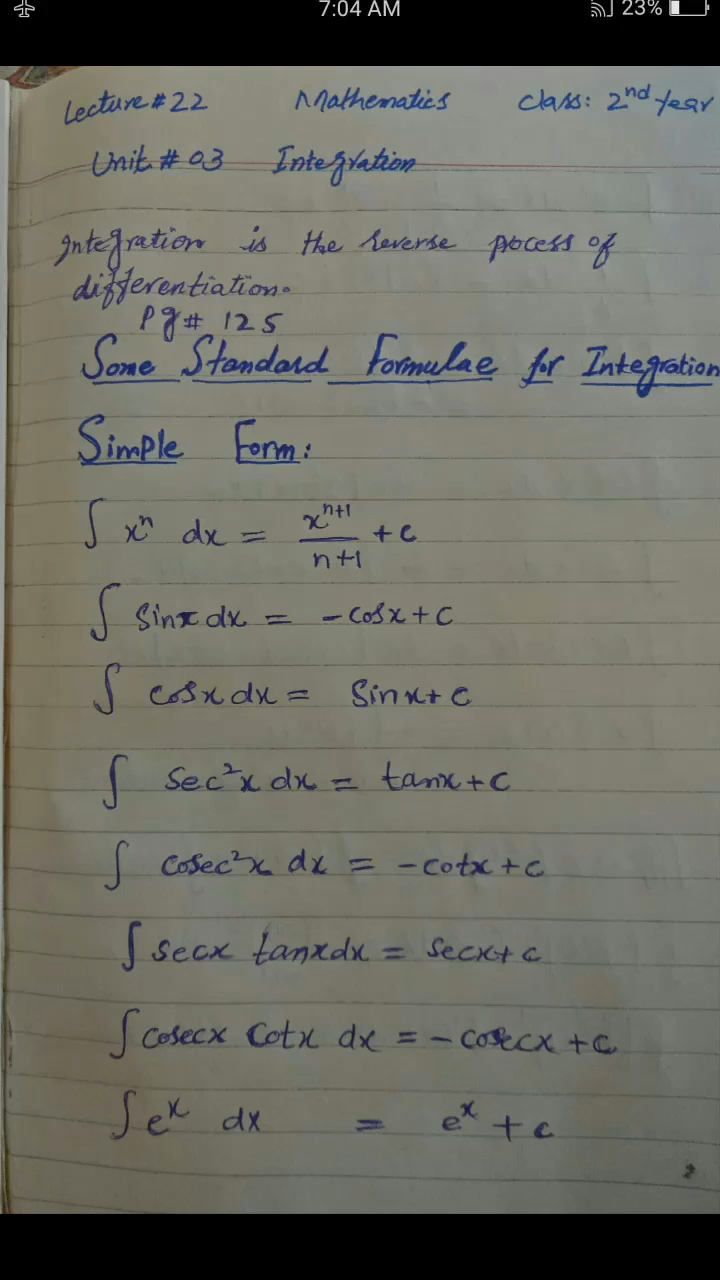 7:04 AM 23%
Lecture # 22 Mathematics Class: 2nd Year
Unit # 03 Integration
Integration is the reverse process of
differentiation.
Pg# 125
Some Standard Formulae for Integration
Simple Form:
∫ xⁿ dx = xⁿ⁺¹/n+1 + c
∫ Sinx dx = -cosx + c
∫ cosx dx = Sinx + c
∫ sec²x dx = tanx + c
∫ cosec²x dx = -cotx + c
∫ secx tanx dx = secx + c
∫ cosecx cotx dx = -cosecx + c
∫ eˣ dx = eˣ + c
2